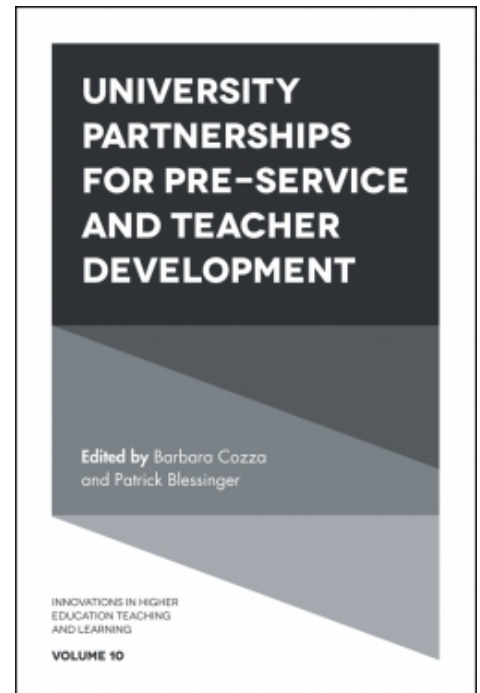 UNIVERSITY
PARTNERSHIPS
FOR PRE-SERVICE
AND TEACHER
DEVELOPMENT
Edited by Barbara Cozza
and Patrick Blessinger
INNOVATIONS IN HIGHER
EDUCATION TEACHING
AND LEARNING
VOLUME 10